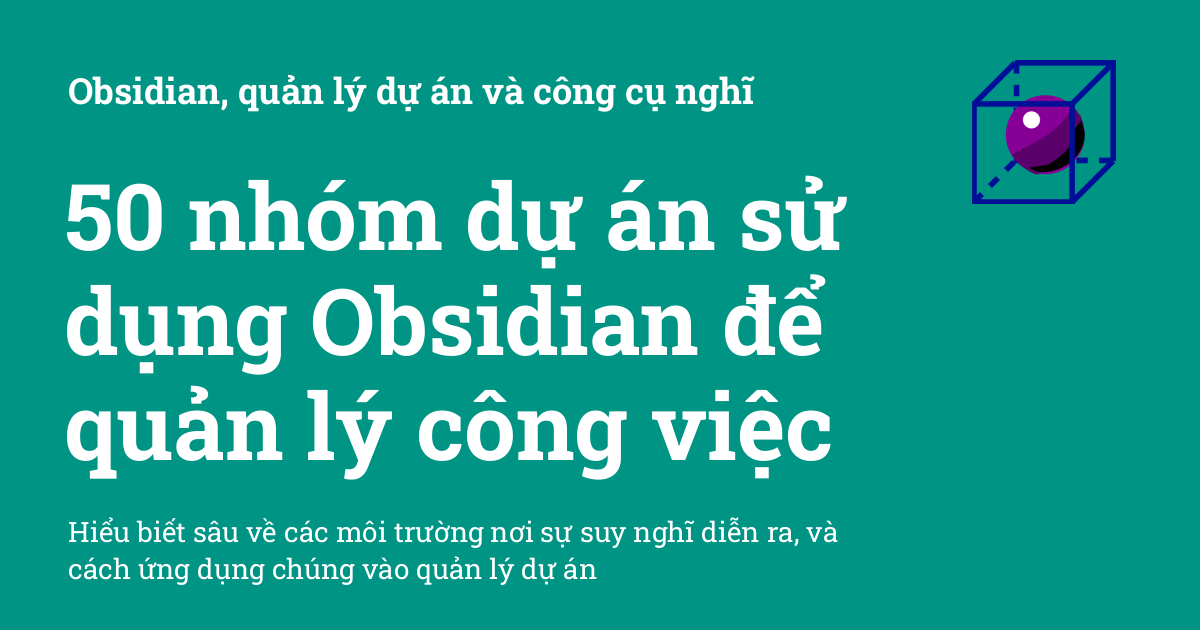 Obsidian, quản lý dự án và công cụ nghĩ
50 nhóm dự án sử
dụng Obsidian để
quản lý công việc
Hiểu biết sâu về các môi trường nơi sự suy nghĩ diễn ra, và
cách ứng dụng chúng vào quản lý dự án